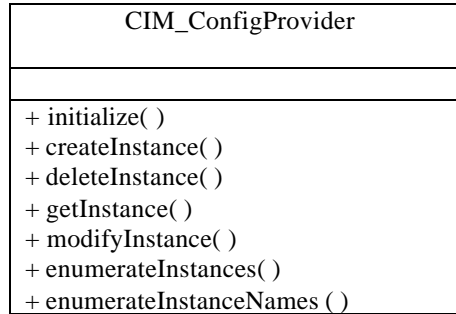 CIM_ConfigProvider
+ initialize( )
+ createInstance( )
+ deleteInstance( )
+ getInstance( )
+ modifyInstance( )
+ enumerateInstances( )
+ enumerateInstanceNames ( )